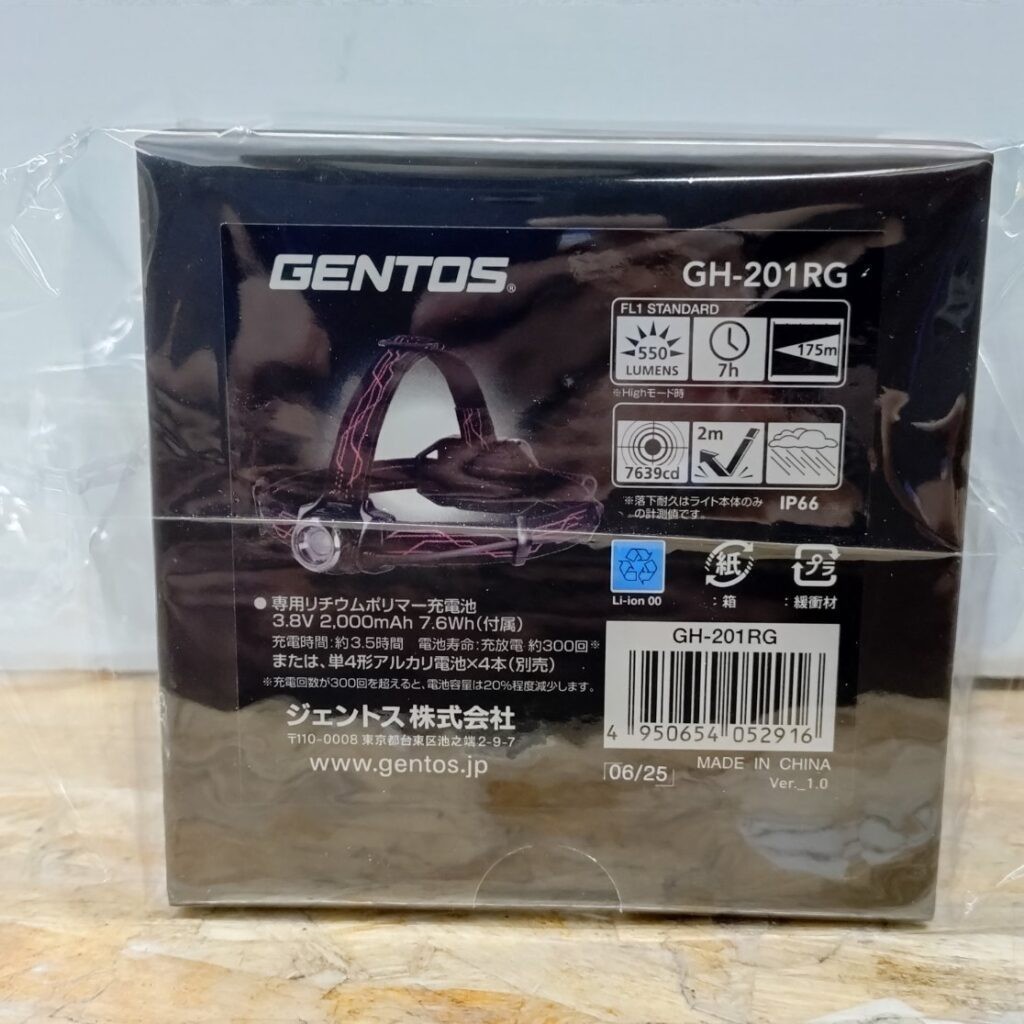 GENTOS®
GH-201RG
FL1 STANDARD
550 LUMENS
7h
175m
※Highモード時
7639cd
2m
※落下耐久はライト本体のみ
の計測値です。
IP66
Li-ion 00
紙
:箱
プラ
:緩衝材
●専用リチウムポリマー充電池
3.8V 2,000mAh 7.6Wh(付属)
充電時間:約3.5時間 電池寿命:充放電 約300回※
または、単4形アルカリ電池×4本(別売)
※充電回数が300回を超えると、電池容量は20%程度減少します。
ジェントス株式会社
〒110-0008 東京都台東区池之端2-9-7
www.gentos.jp
GH-201RG
4 950654 052916
06/25
MADE IN CHINA
Ver._1.0